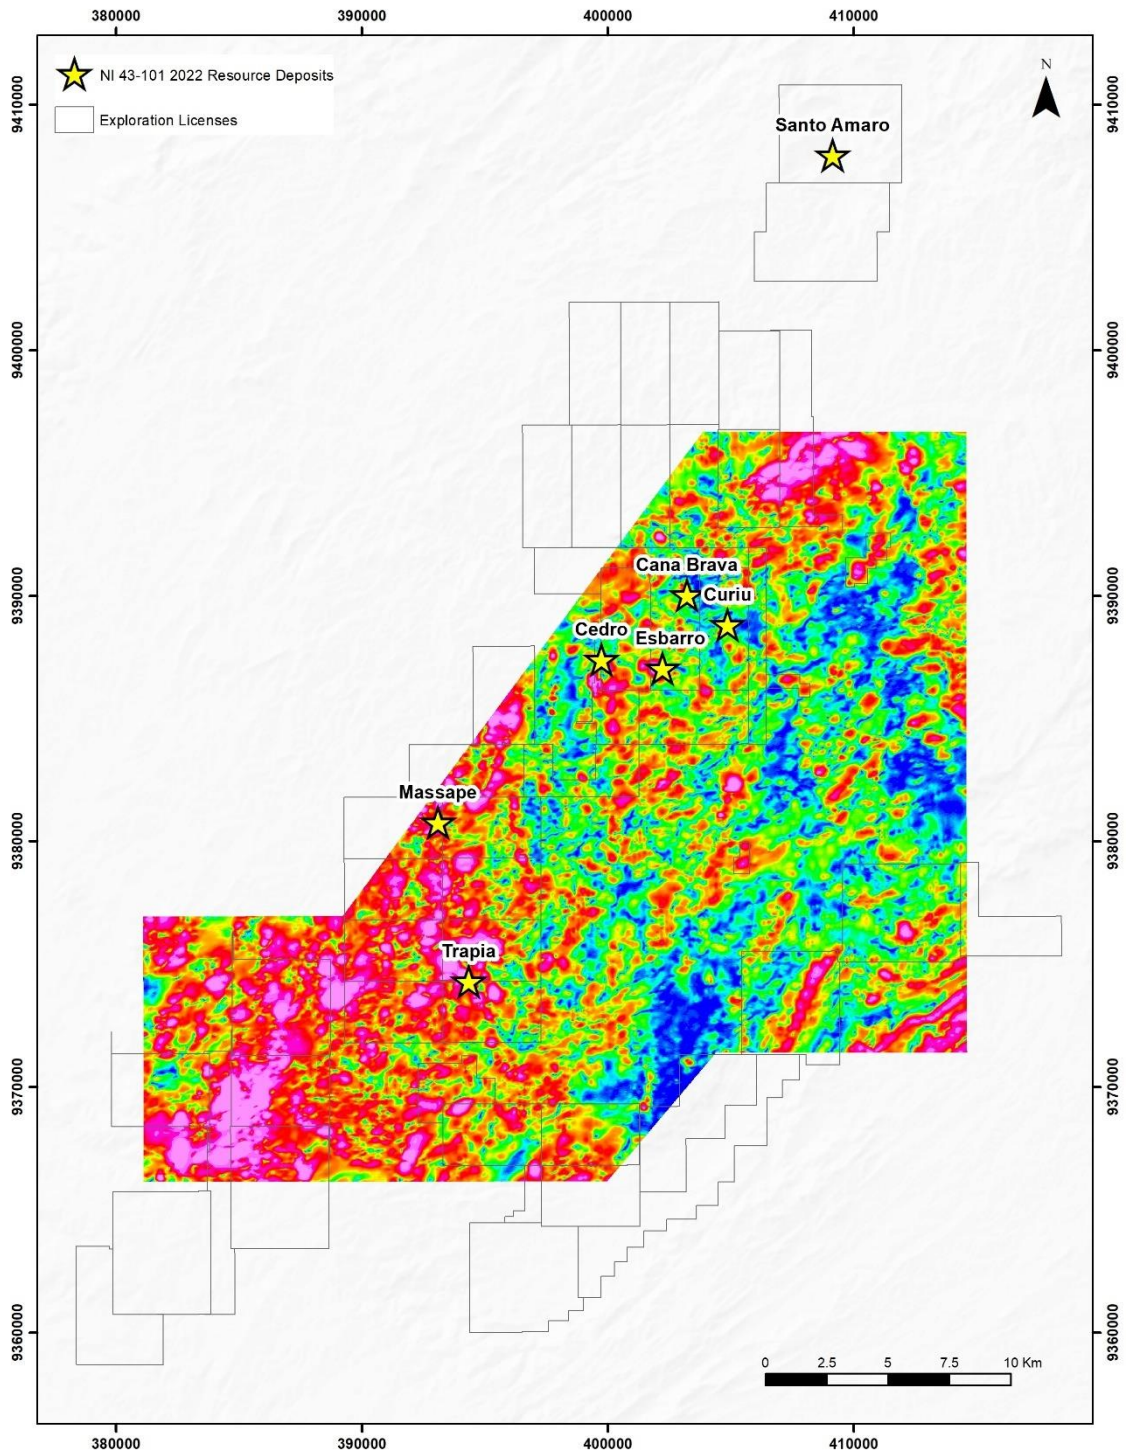 380000 390000 400000 410000
NI 43-101 2022 Resource Deposits
Exploration Licenses
N
9410000 9410000
Santo Amaro
9400000 9400000
Cana Brava
9390000 9390000
Curiu
Cedro Esbarro
Massape
9380000 9380000
Trapia
9370000 9370000
9360000 9360000
0 2.5 5 7.5 10 Km
380000 390000 400000 410000